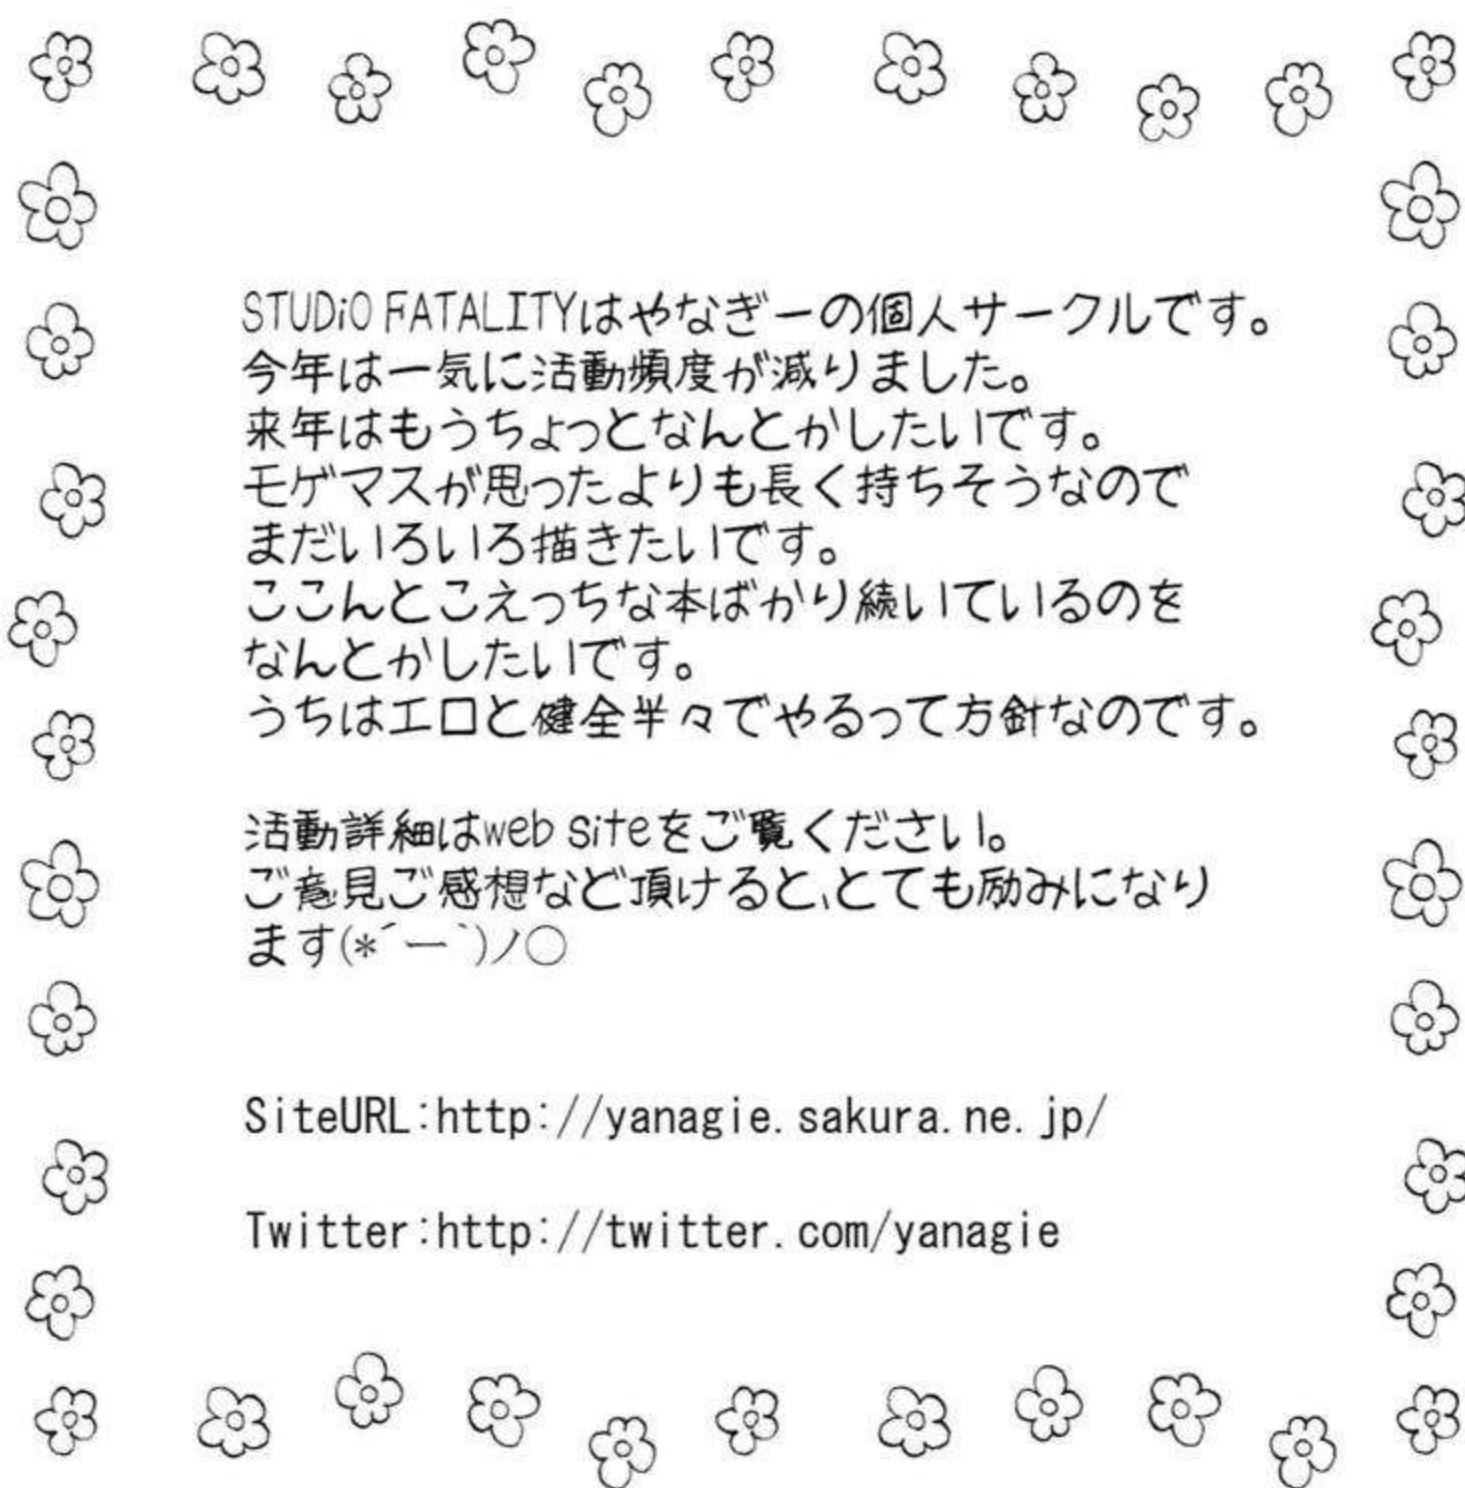 STUDiO FATALITYはやなぎーの個人サークルです。
今年は一気に活動頻度が減りました。
来年はもうちょっとなんとかしたいです。
モゲマスが思ったよりも長く持ちそうなので
まだいろいろ描きたいです。
ここんとこえっちな本ばかり続いているのを
なんとかしたいです。
うちはエロと健全半々でやるって方針なのです。
活動詳細はweb siteをご覧ください。
ご意見ご感想など頂けると、とても励みになり
ます(*´ー`)ノ○
SiteURL:http://yanagie.sakura.ne.jp/
Twitter:http://twitter.com/yanagie